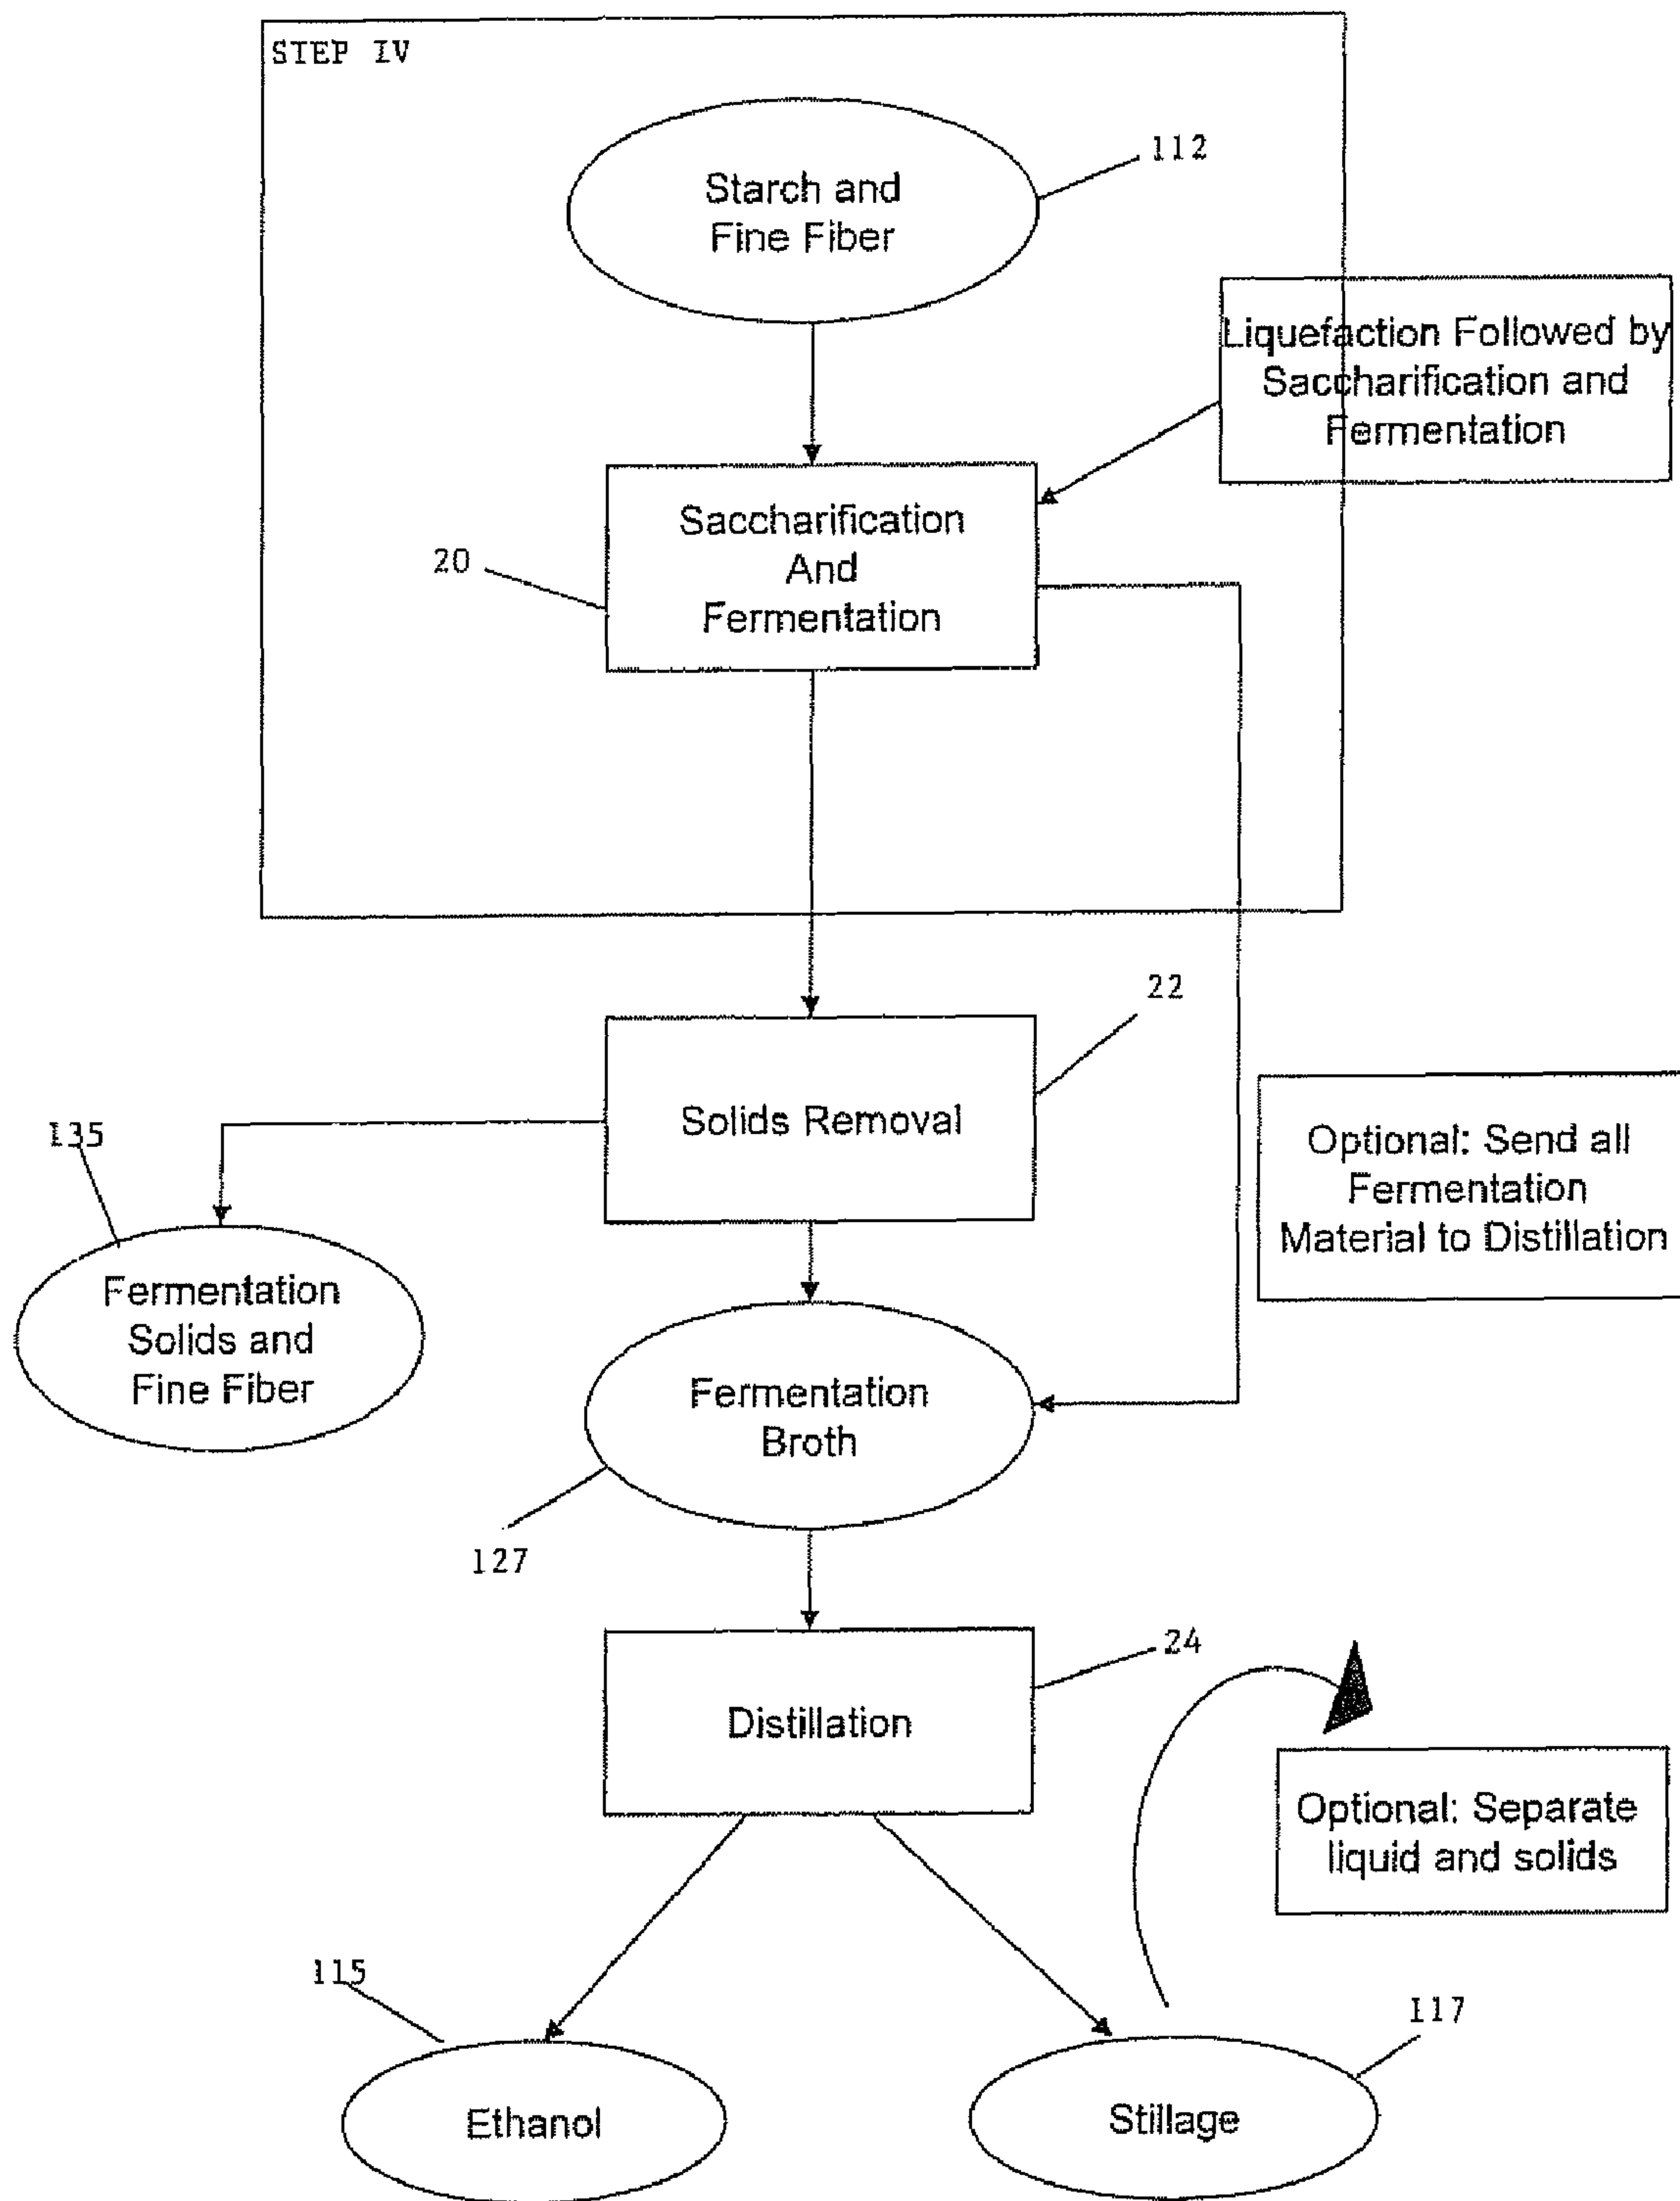 STEP IV
112
Starch and
Fine Fiber
Liquefaction Followed by
Saccharification and
Fermentation
Saccharification
And
Fermentation
20
22
Solids Removal
135
Optional: Send all
Fermentation
Material to Distillation
Fermentation
Solids and
Fine Fiber
Fermentation
Broth
127
24
Distillation
Optional: Separate
liquid and solids
115
117
Ethanol
Stillage